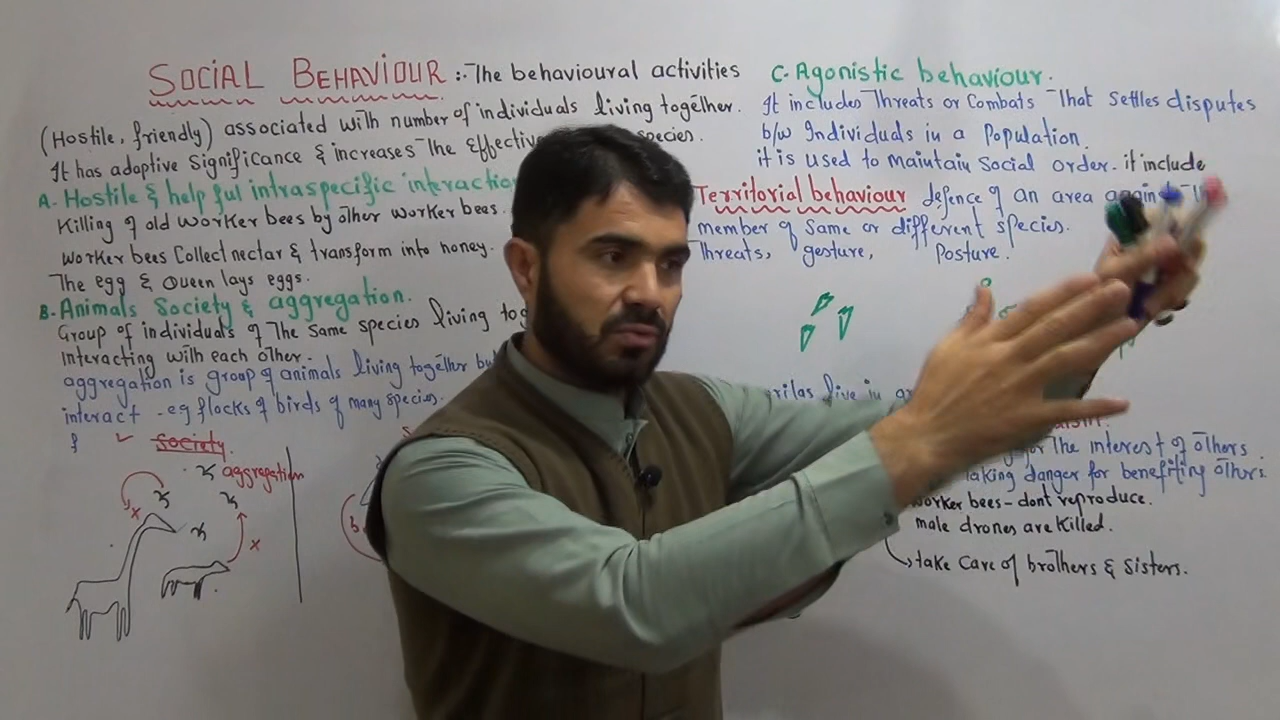 SOCIAL BEHAVIOUR :- The behavioural activities
(Hostile, friendly) associated with number of individuals living together.
It has adaptive significance & increases The species.
A- Hostile & helpful intraspecific
Killing of old worker bees by other worker bees.
worker bees Collect nectar & transform into honey.
The egg & Queen lays eggs.
B- Animals Society & aggregation.
Group of individuals of The same species living
interacting with each other.
aggregation is group of animals living together
interact - eg flocks of birds of many species.
✓ Society
aggregation
x
x
b
C- Agonistic behaviour.
It includes Threats or Combats That settles disputes
b/w Individuals in a Population.
it is used to maintain Social order. it include
Territorial behaviour defence of an area
member of same or different species.
Threats, gesture, Posture.
live in
The interest of others.
Taking danger for benefiting others.
worker bees - dont reproduce.
male drones are killed.
take Care of brothers & sisters.